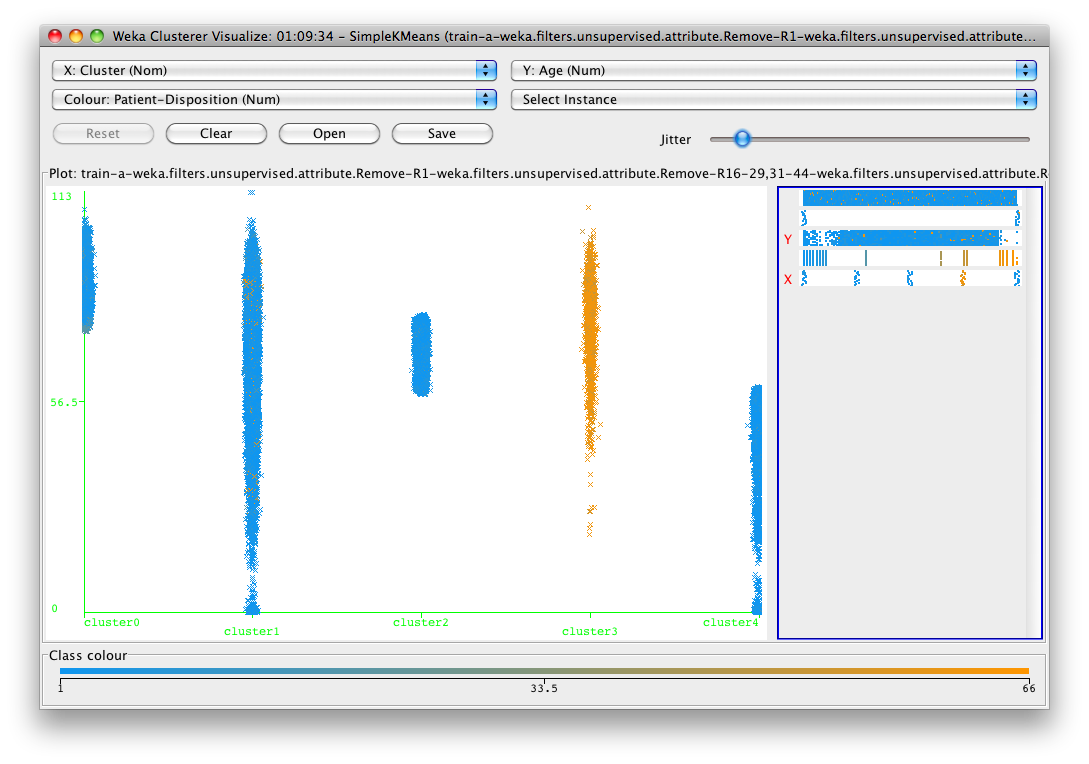 Weka Clusterer Visualize: 01:09:34 – SimpleKMeans (train-a-weka.filters.unsupervised.attribute.Remove-R1-weka.filters.unsupervised.attribute...
X: Cluster (Nom) Y: Age (Num)
Colour: Patient-Disposition (Num) Select Instance
Reset Clear Open Save Jitter
Plot: train-a-weka.filters.unsupervised.attribute.Remove-R1-weka.filters.unsupervised.attribute.Remove-R16-29,31-44-weka.filters.unsupervised.attribute.R
113
Y
X
56.5
0
cluster0 cluster1 cluster2 cluster3 cluster4
Class colour
1 33.5 66